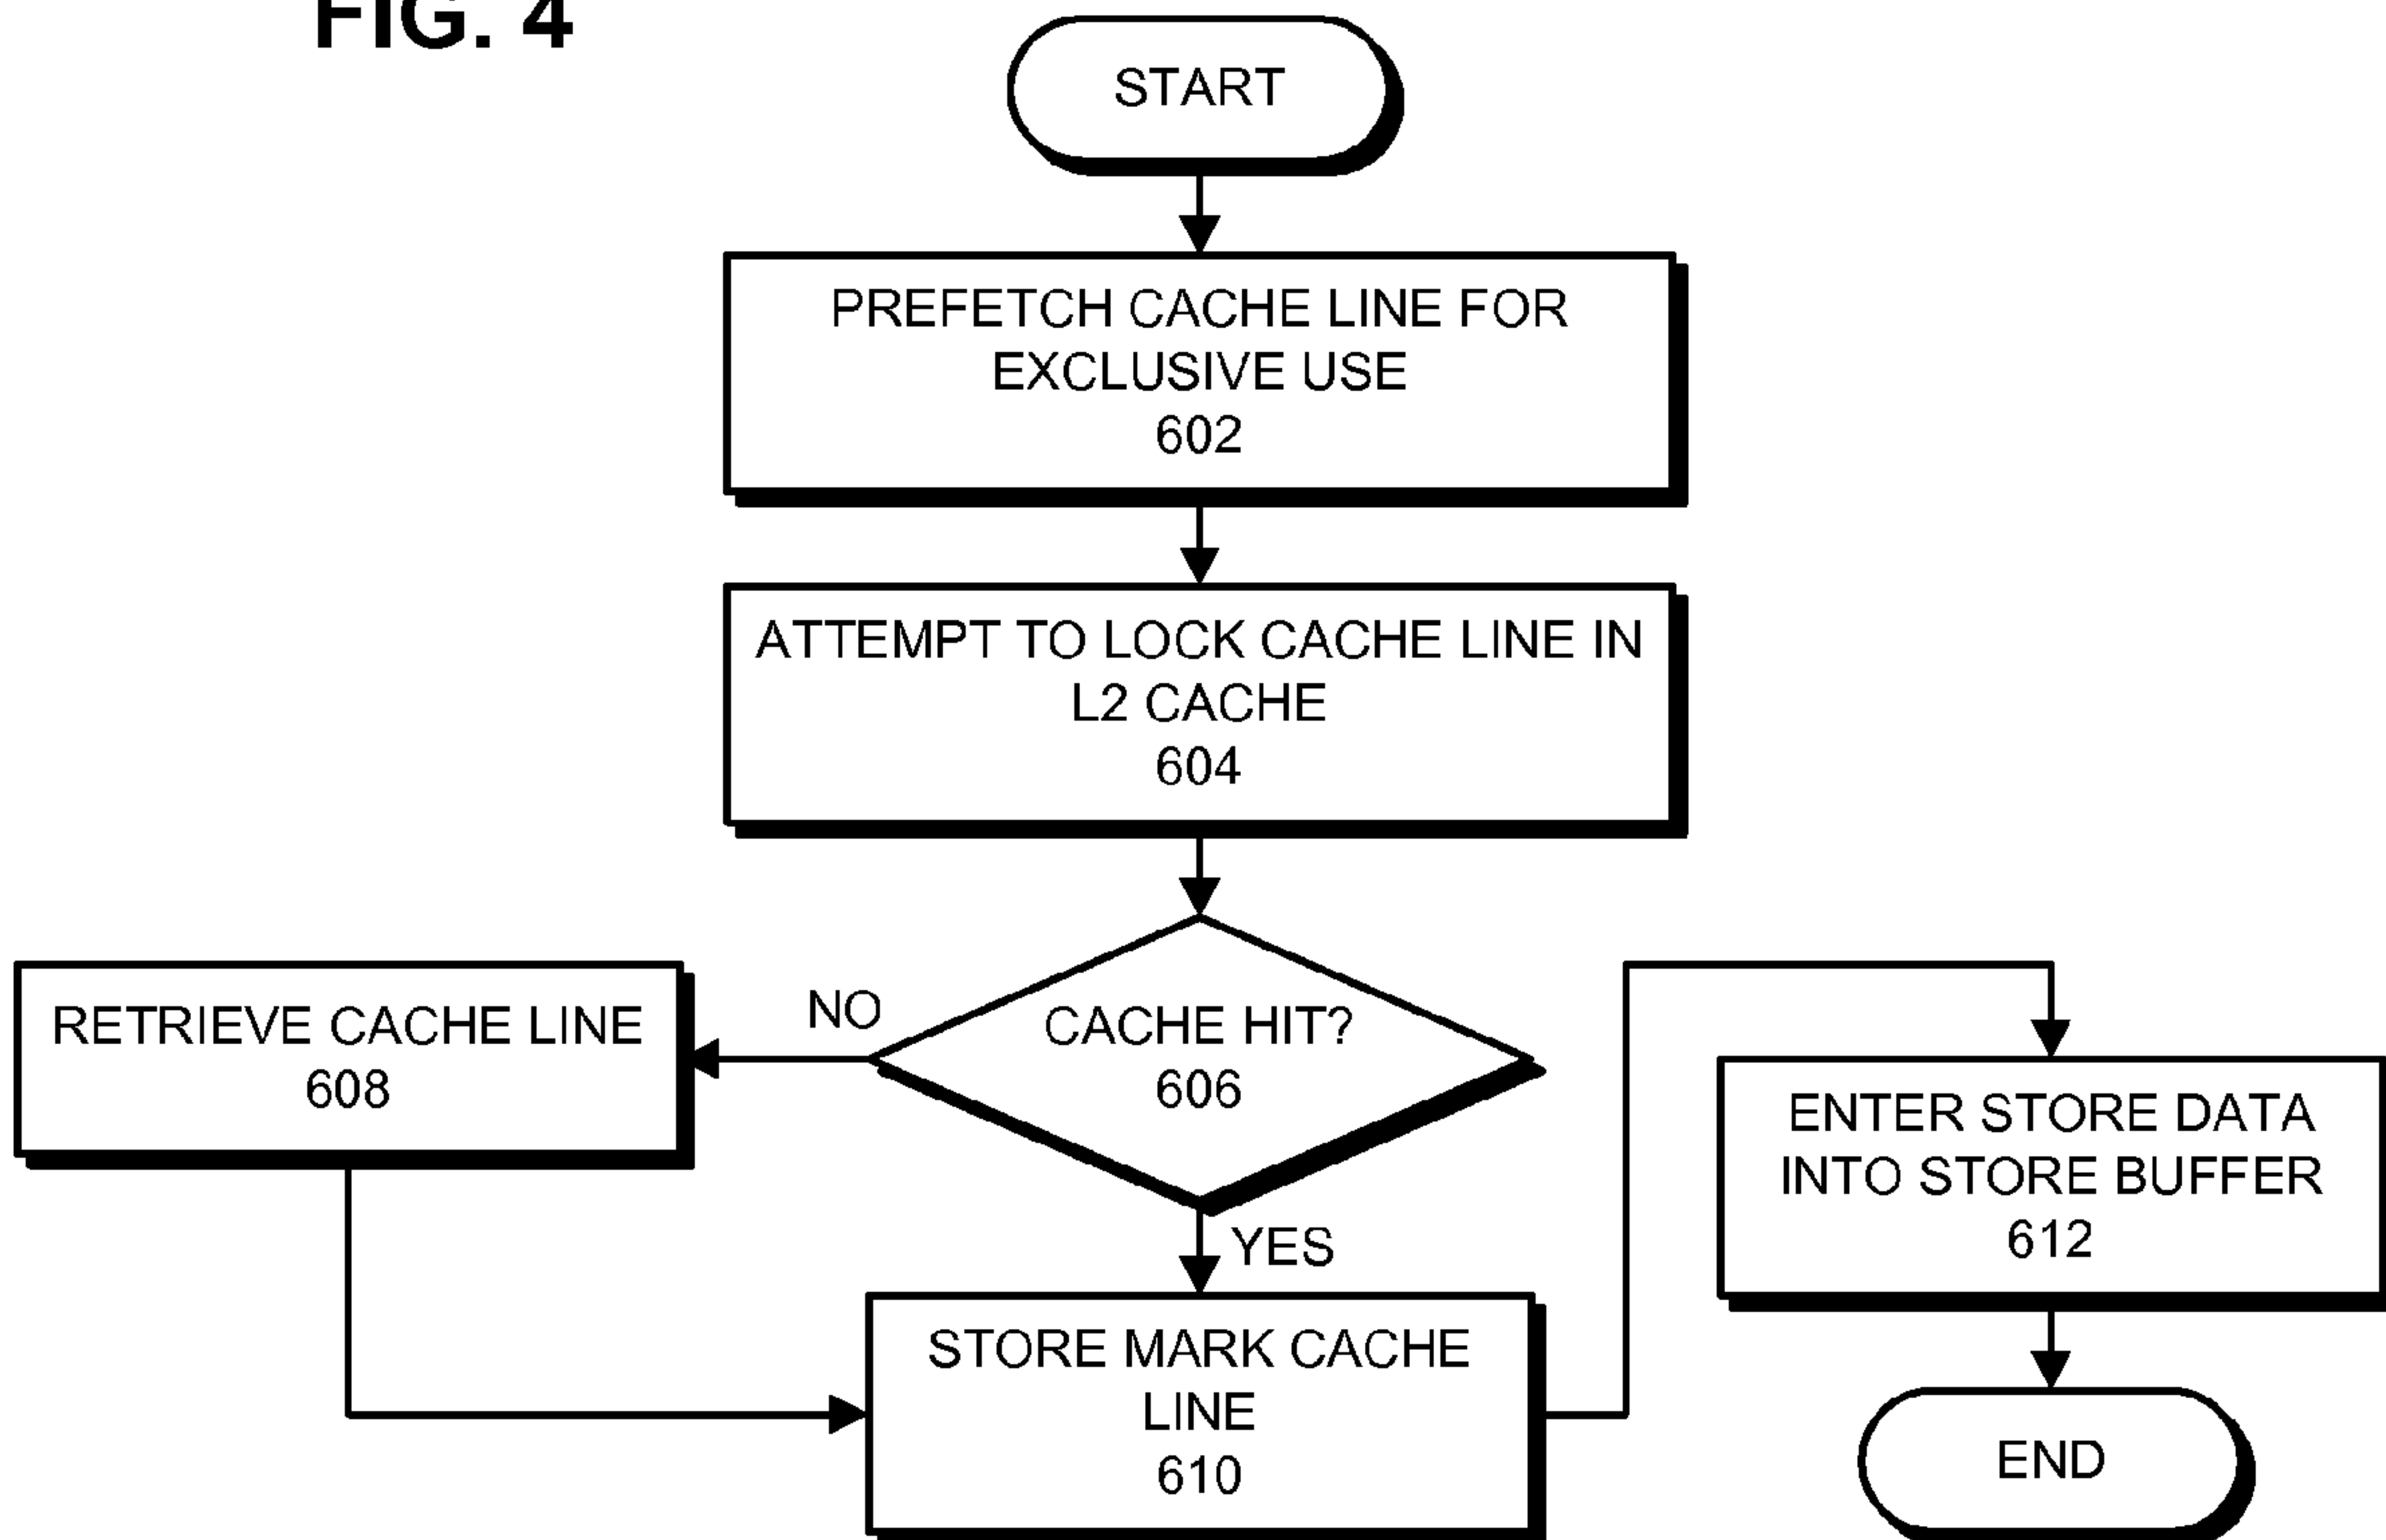 FIG. 4
START
PREFETCH CACHE LINE FOR
EXCLUSIVE USE
602
ATTEMPT TO LOCK CACHE LINE IN
L2 CACHE
604
CACHE HIT?
606
NO
RETRIEVE CACHE LINE
608
YES
STORE MARK CACHE
LINE
610
ENTER STORE DATA
INTO STORE BUFFER
612
END